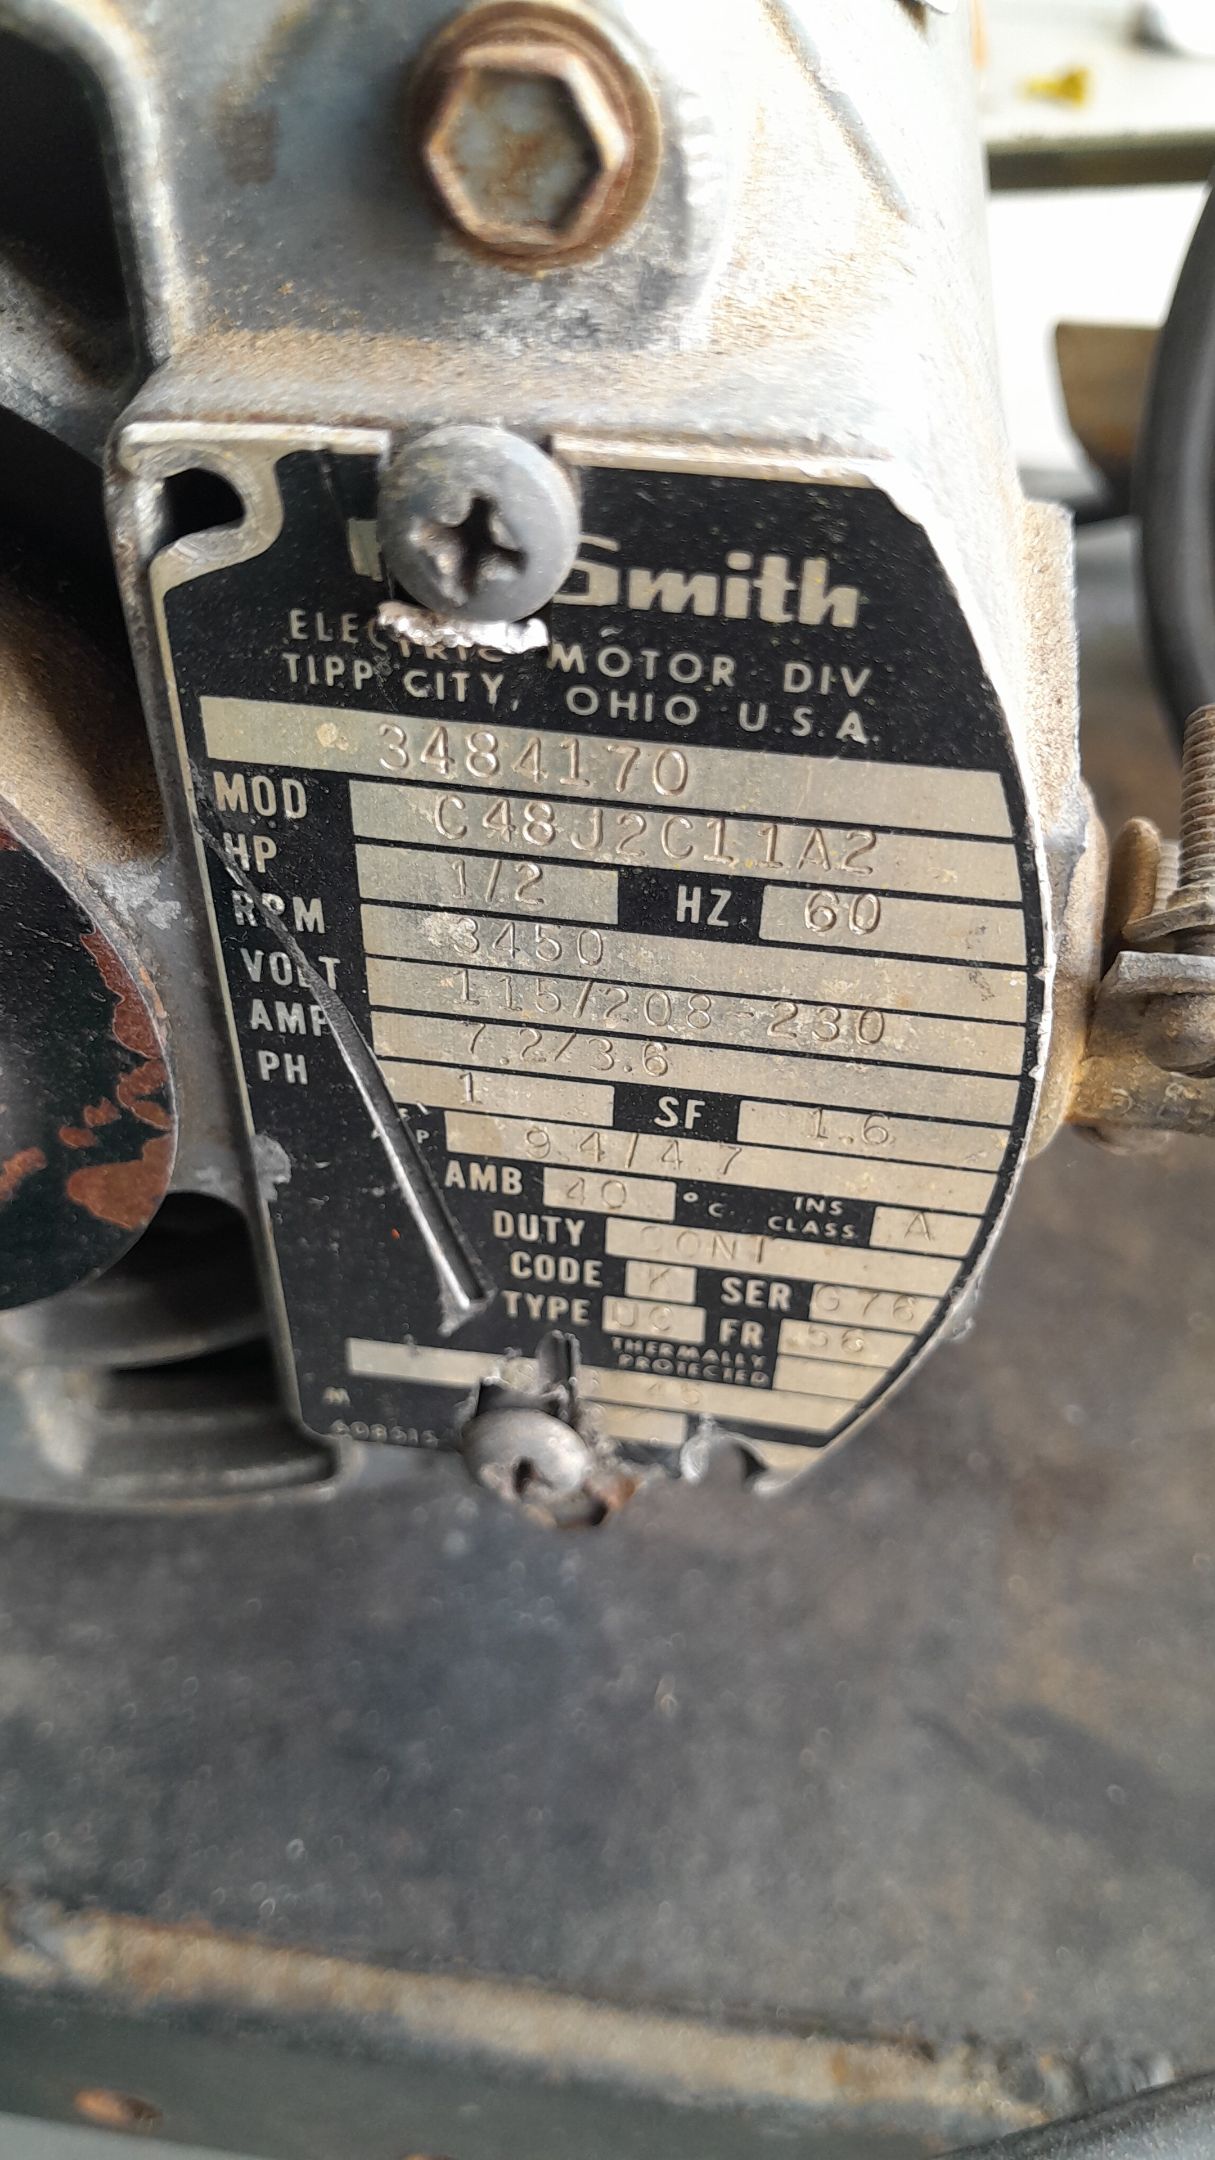 Smith
ELECTRIC MOTOR DIV
TIPP CITY, OHIO U.S.A.
3484170
MOD C48J2C11A2
HP 1/2 HZ 60
RPM 3450
VOLT 115/208-230
AMP 7.2/3.6
PH 1 SF 1.6
9.4/4.7
AMB 40 °C INS CLASS A
DUTY CONT
CODE SER G76
TYPE UC FR 56
THERMALLY
PROTECTED
45
M